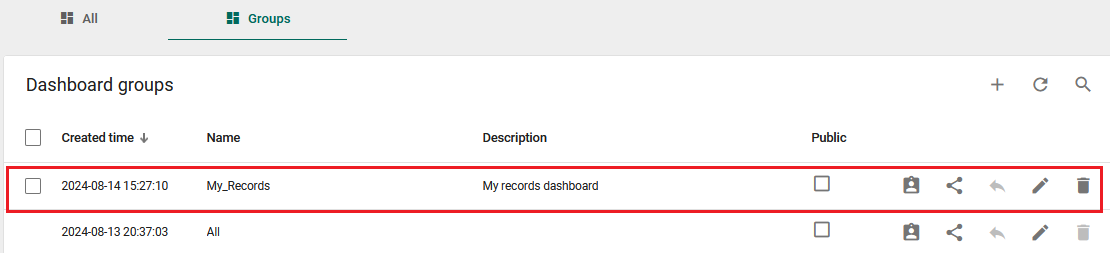 All Groups
Dashboard groups
Created time Name Description Public
2024-08-14 15:27:10 My_Records My records dashboard
2024-08-13 20:37:03 All